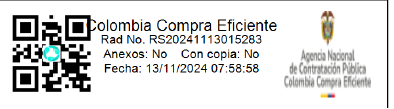 Colombia Compra Eficiente
Rad No. RS20241113015283
Anexos: No Con copia: No
Fecha: 13/11/2024 07:58:58
Agencia Nacional
de Contratación Pública
Colombia Compra Eficiente